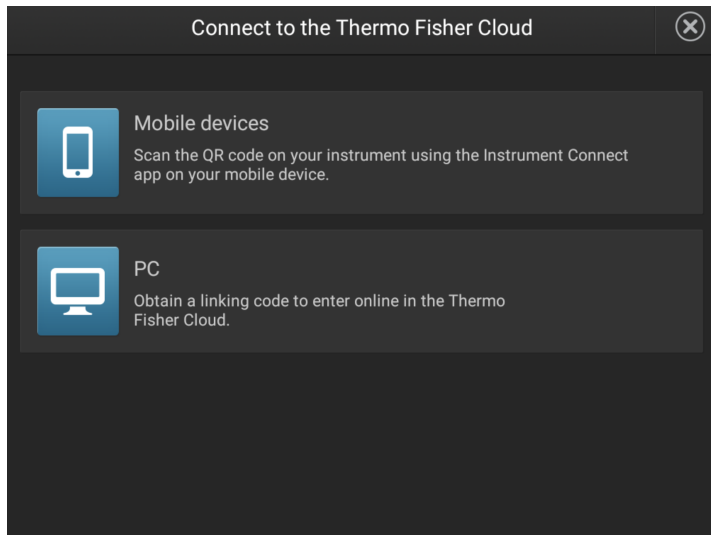 Connect to the Thermo Fisher Cloud
Mobile devices
Scan the QR code on your instrument using the Instrument Connect
app on your mobile device.
PC
Obtain a linking code to enter online in the Thermo
Fisher Cloud.